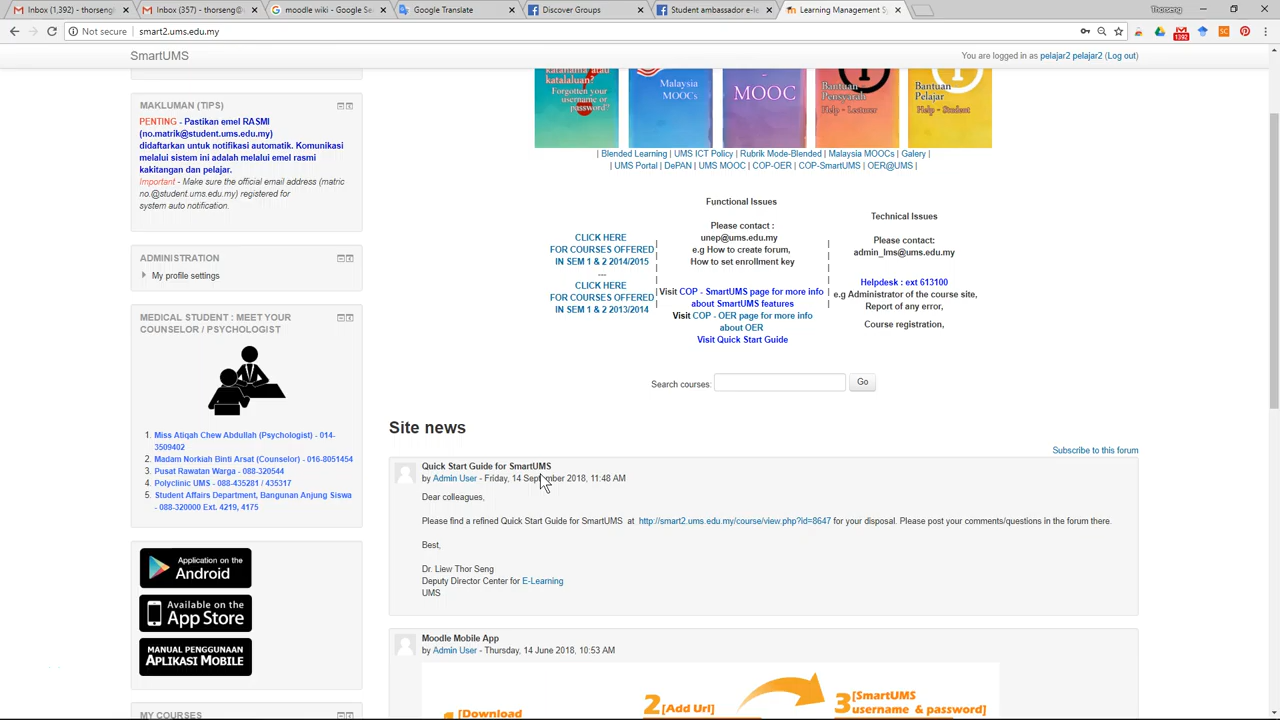 Inbox (1,392) - thorseng
Inbox (357) - thorseng@
moodle wiki - Google Se
Google Translate
Discover Groups
Student ambassador e-le
Learning Management Sy
Thorseng
Not secure
smart2.ums.edu.my
1392
SmartUMS
You are logged in as pelajar2 pelajar2 (Log out)
MAKLUMAN (TIPS)
PENTING - Pastikan emel RASMI
(no.matrik@student.ums.edu.my)
didaftarkan untuk notifikasi automatik. Komunikasi
melalui sistem ini adalah melalui emel rasmi
kakitangan dan pelajar.
Important - Make sure the official email address (matric
no.@student.ums.edu.my) registered for
system auto notification.
ADMINISTRATION
My profile settings
MEDICAL STUDENT : MEET YOUR
COUNSELOR / PSYCHOLOGIST
1. Miss Atiqah Chew Abdullah (Psychologist) - 014-
3509402
2. Madam Norkiah Binti Arsat (Counselor) - 016-8051454
3. Pusat Rawatan Warga - 088-320544
4. Polyclinic UMS - 088-435281 / 435317
5. Student Affairs Department, Bangunan Anjung Siswa
- 088-320000 Ext. 4219, 4175
Application on the
Android
Available on the
App Store
MANUAL PENGGUNAAN
APLIKASI MOBILE
MY COURSES
katanama atau
katalaluan?
Forgotten your
username or
password?
Malaysia
MOOCs
MOOC
Bantuan
Pensyarah
Help - Lecturer
Bantuan
Pelajar
Help - Student
| Blended Learning | UMS ICT Policy | Rubrik Mode-Blended | Malaysia MOOCs | Galery |
| UMS Portal | DePAN | UMS MOOC | COP-OER | COP-SmartUMS | OER@UMS |
CLICK HERE
FOR COURSES OFFERED
IN SEM 1 & 2 2014/2015
---
CLICK HERE
FOR COURSES OFFERED
IN SEM 1 & 2 2013/2014
Functional Issues
Please contact :
unep@ums.edu.my
e.g How to create forum,
How to set enrollment key
Visit COP - SmartUMS page for more info
about SmartUMS features
Visit COP - OER page for more info
about OER
Visit Quick Start Guide
Technical Issues
Please contact:
admin_lms@ums.edu.my
Helpdesk : ext 613100
e.g Administrator of the course site,
Report of any error,
Course registration,
Search courses:
Go
Site news
Subscribe to this forum
Quick Start Guide for SmartUMS
by Admin User - Friday, 14 September 2018, 11:48 AM
Dear colleagues,
Please find a refined Quick Start Guide for SmartUMS at http://smart2.ums.edu.my/course/view.php?id=8647 for your disposal. Please post your comments/questions in the forum there.
Best,
Dr. Liew Thor Seng
Deputy Director Center for E-Learning
UMS
Moodle Mobile App
by Admin User - Thursday, 14 June 2018, 10:53 AM
[Download
2 [Add Url]
3 [SmartUMS
username & password]